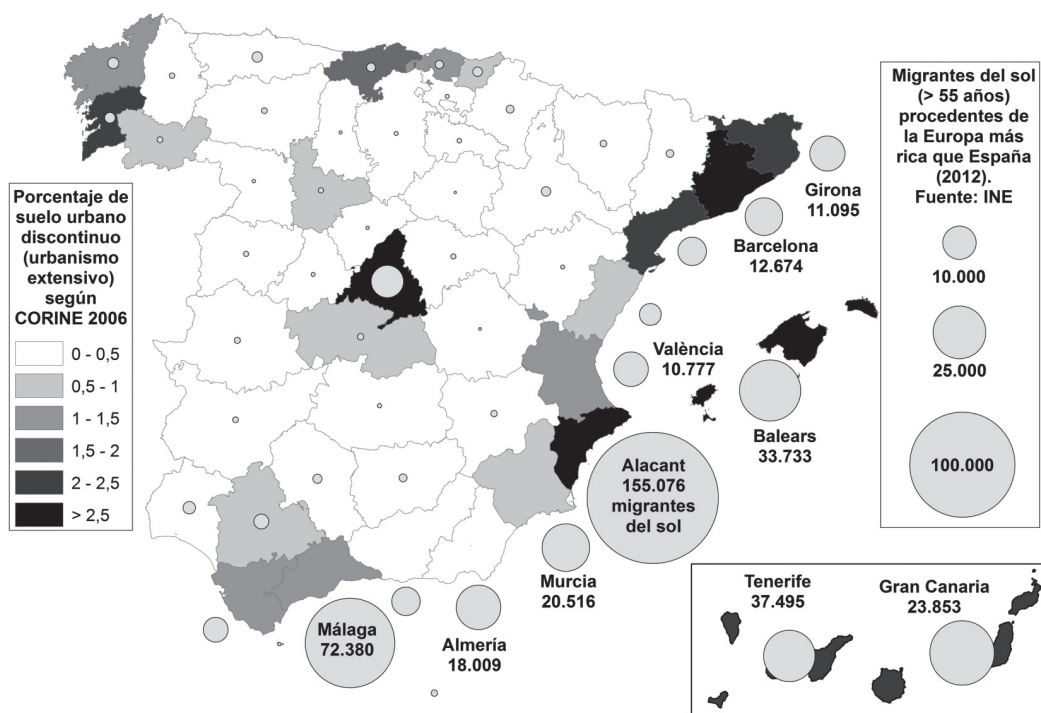 Porcentaje de
suelo urbano
discontinuo
(urbanismo
extensivo)
según
CORINE 2006
0 - 0,5
0,5 - 1
1 - 1,5
1,5 - 2
2 - 2,5
> 2,5
Girona
11.095
Barcelona
12.674
València
10.777
Balears
33.733
Alacant
155.076
migrantes
del sol
Murcia
20.516
Almería
18.009
Málaga
72.380
Migrantes del sol
(> 55 años)
procedentes de
la Europa más
rica que España
(2012).
Fuente: INE
10.000
25.000
100.000
Tenerife
37.495
Gran Canaria
23.853